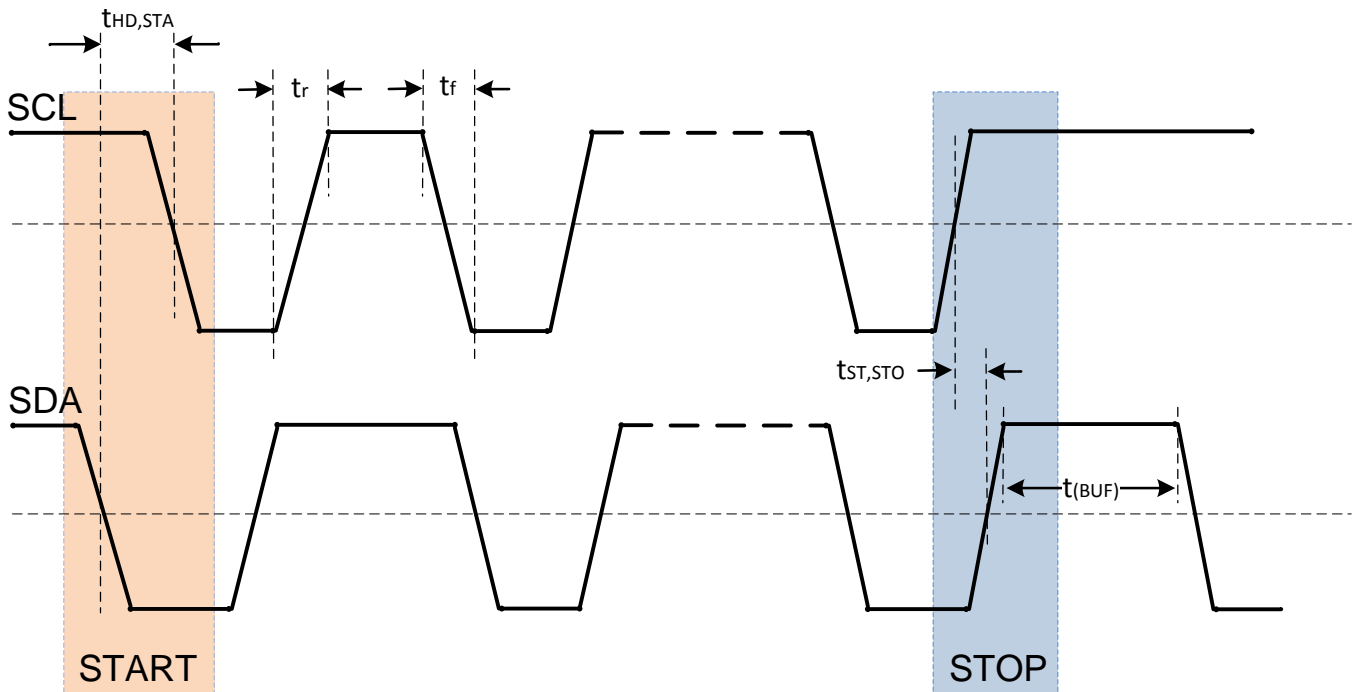 tHD,STA
tr
tf
SCL
tST,STO
SDA
t(BUF)
START
STOP